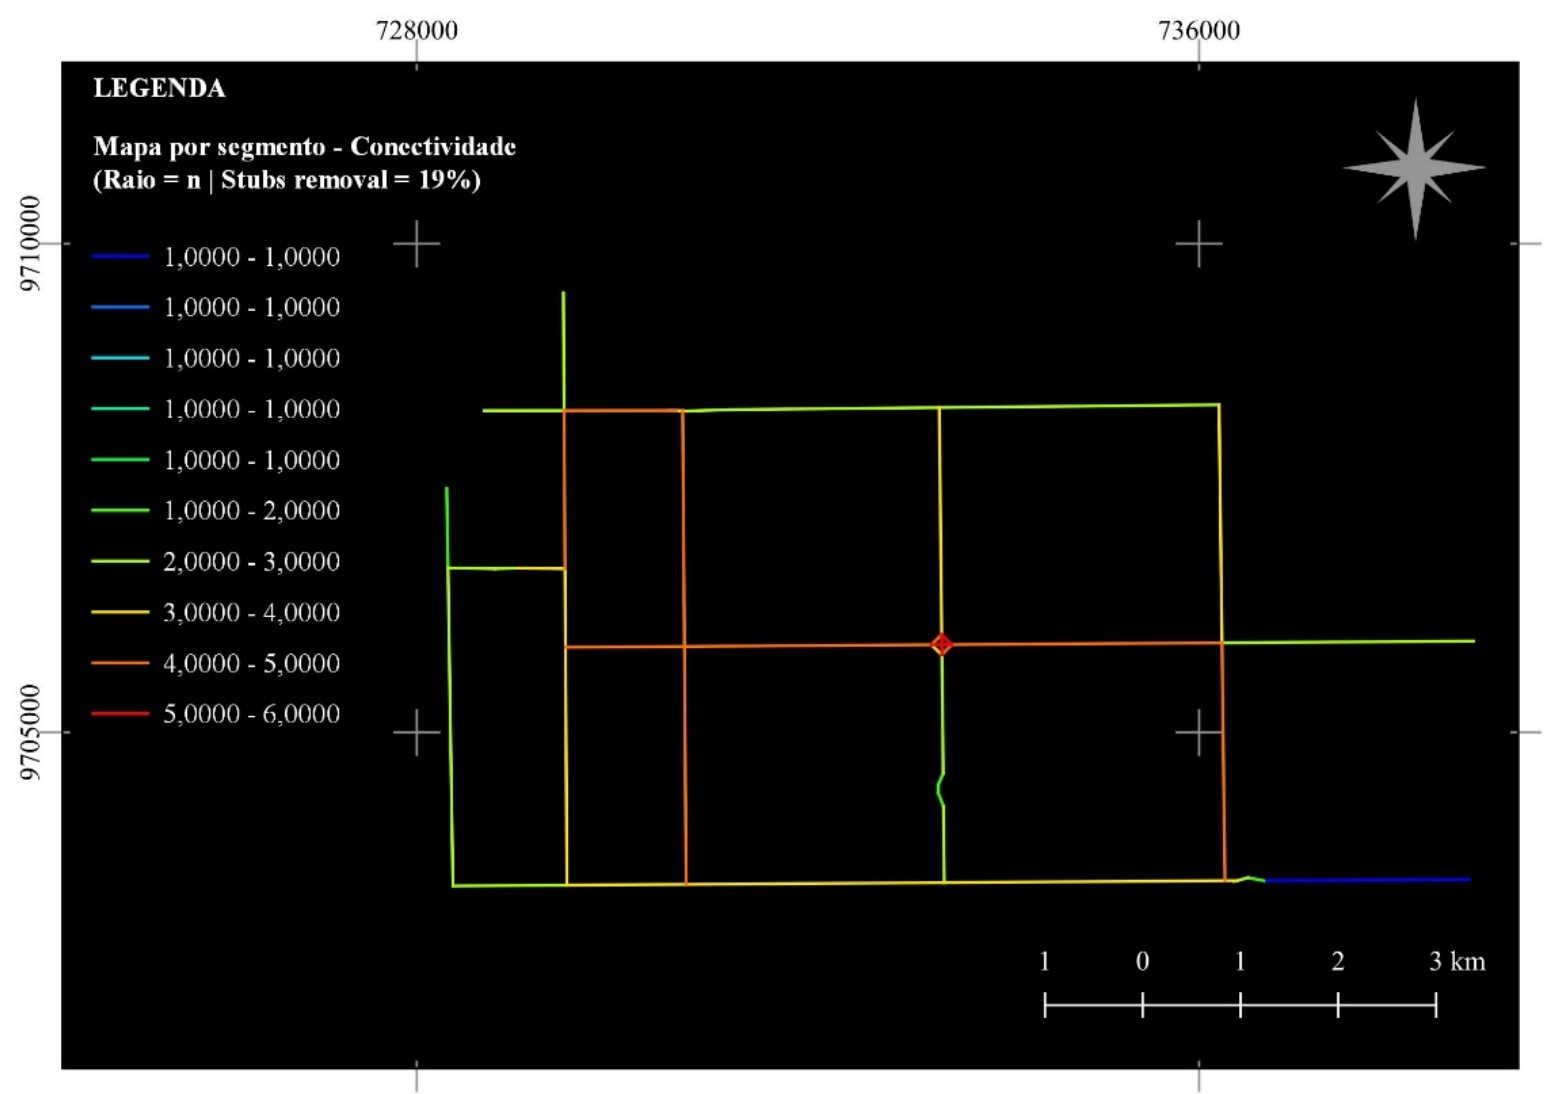 728000 736000
LEGENDA
Mapa por segmento - Conectividade
(Raio = n | Stubs removal = 19%)
9710000
1,0000 - 1,0000
1,0000 - 1,0000
1,0000 - 1,0000
1,0000 - 1,0000
1,0000 - 1,0000
1,0000 - 2,0000
2,0000 - 3,0000
3,0000 - 4,0000
4,0000 - 5,0000
5,0000 - 6,0000
9705000
1 0 1 2 3 km